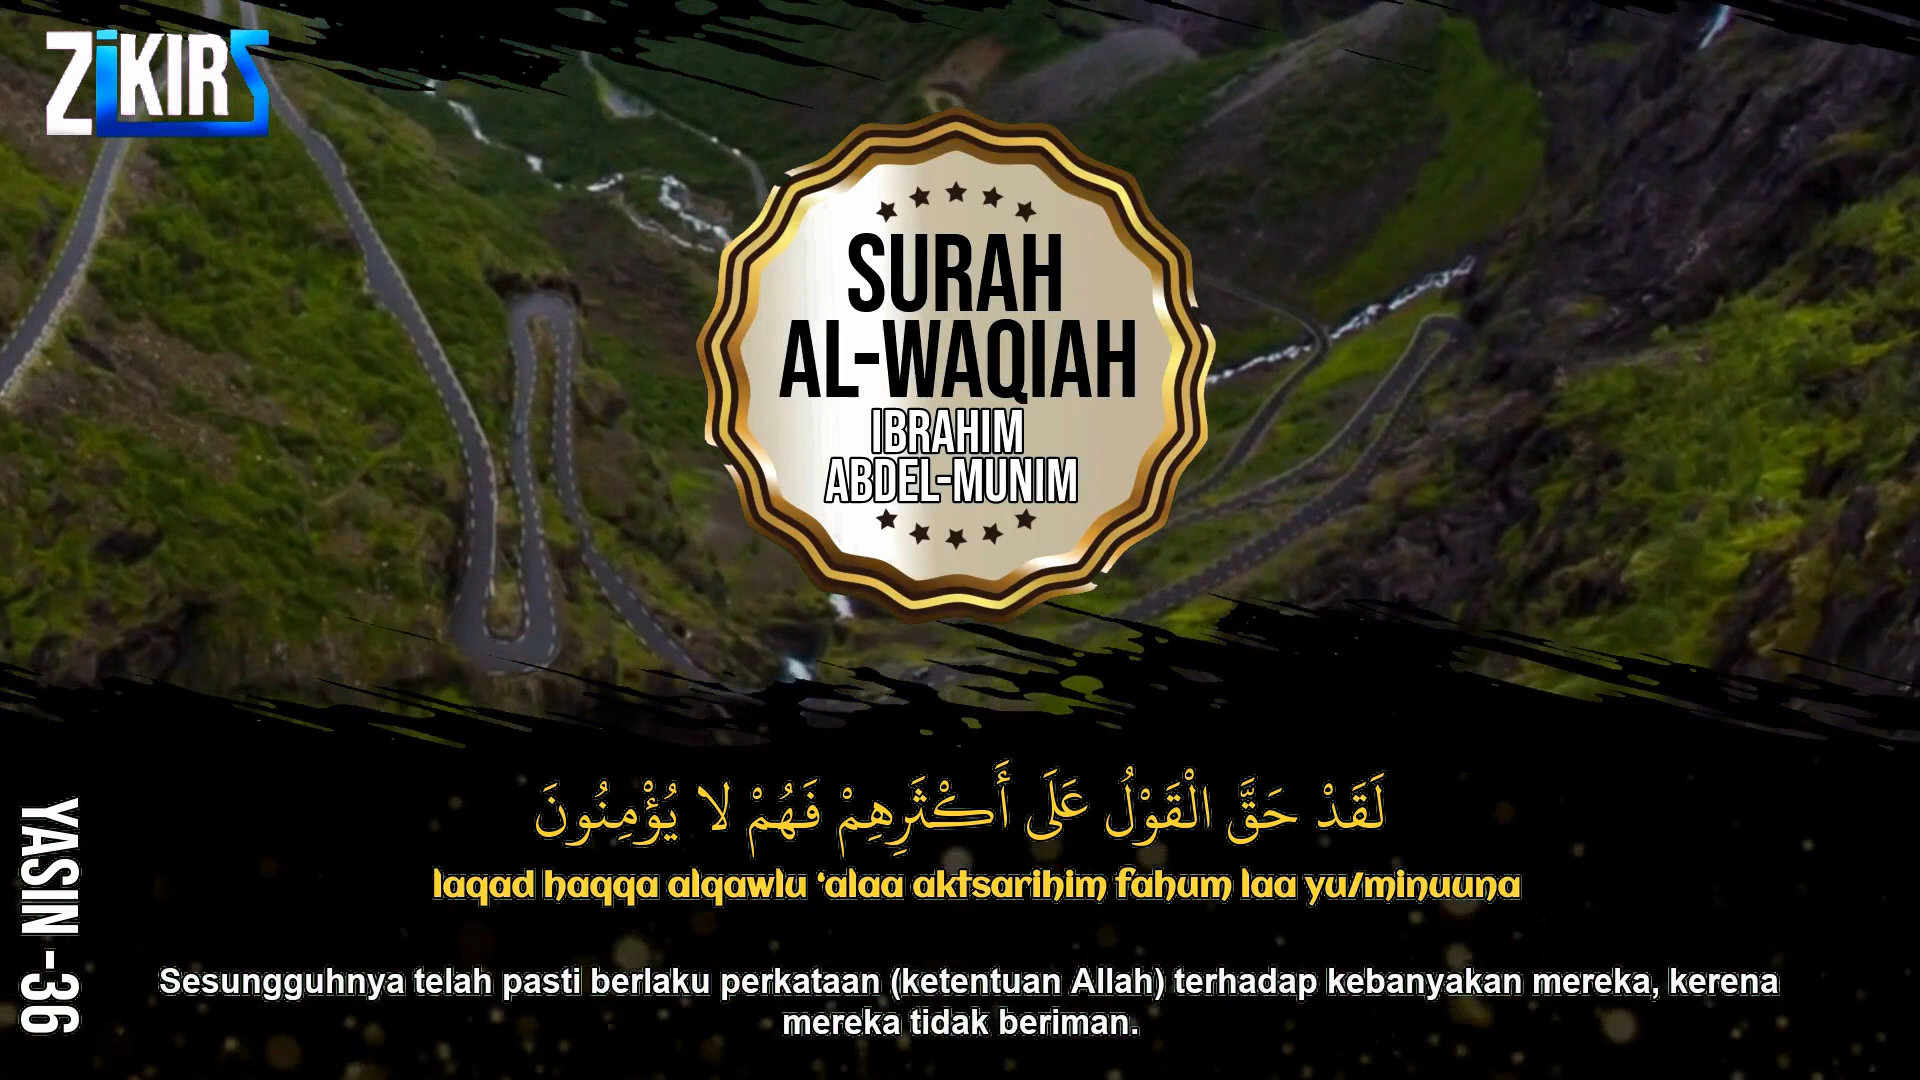 ZiKIRS
SURAH
AL-WAQIAH
IBRAHIM
ABDEL-MUNIM
لَقَدْ حَقَّ الْقَوْلُ عَلَى أَكْثَرِهِمْ فَهُمْ لا يُؤْمِنُونَ
laqad haqqa alqawlu ‘alaa aktsarihim fahum laa yu/minuuna
Sesungguhnya telah pasti berlaku perkataan (ketentuan Allah) terhadap kebanyakan mereka, kerena
mereka tidak beriman.
YASIN -36